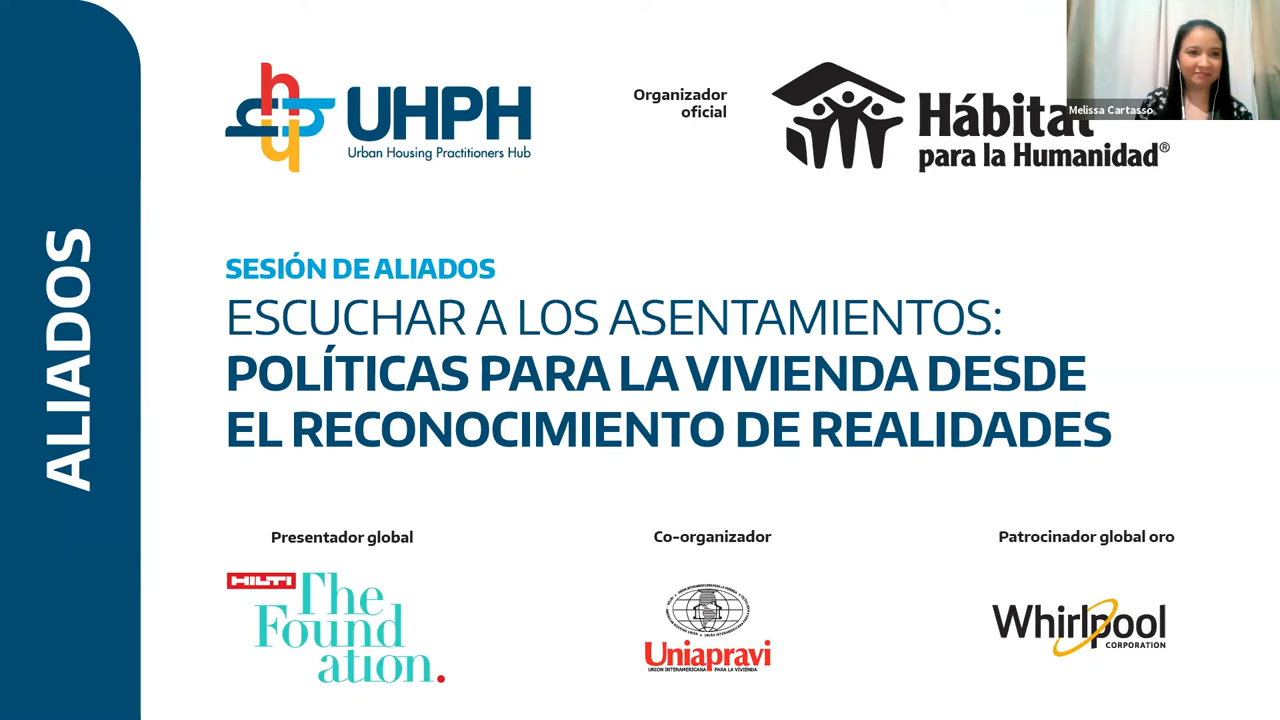 ALIADOS
UHPH
Urban Housing Practitioners Hub
Organizador
oficial
Hábitat
para la Humanidad®
Melissa Cartasso
SESIÓN DE ALIADOS
ESCUCHAR A LOS ASENTAMIENTOS:
POLÍTICAS PARA LA VIVIENDA DESDE
EL RECONOCIMIENTO DE REALIDADES
Presentador global
HILTI
The
Found
ation.
Co-organizador
Uniapravi
UNION INTERAMERICANA PARA LA VIVIENDA
Patrocinador global oro
Whirlpool
CORPORATION